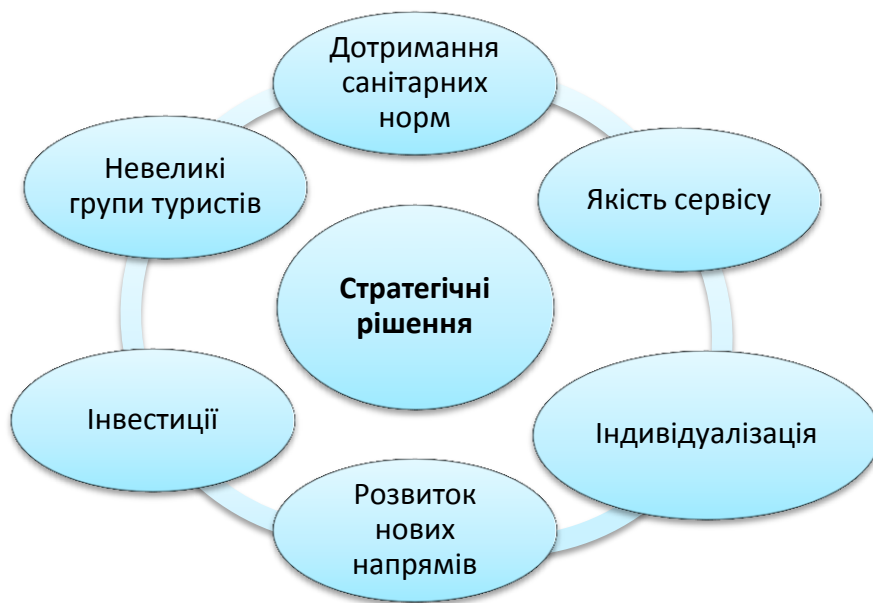 Дотримання
санітарних
норм
Якість сервісу
Індивідуалізація
Розвиток
нових
напрямів
Інвестиції
Невеликі
групи туристів
Стратегічні
рішення